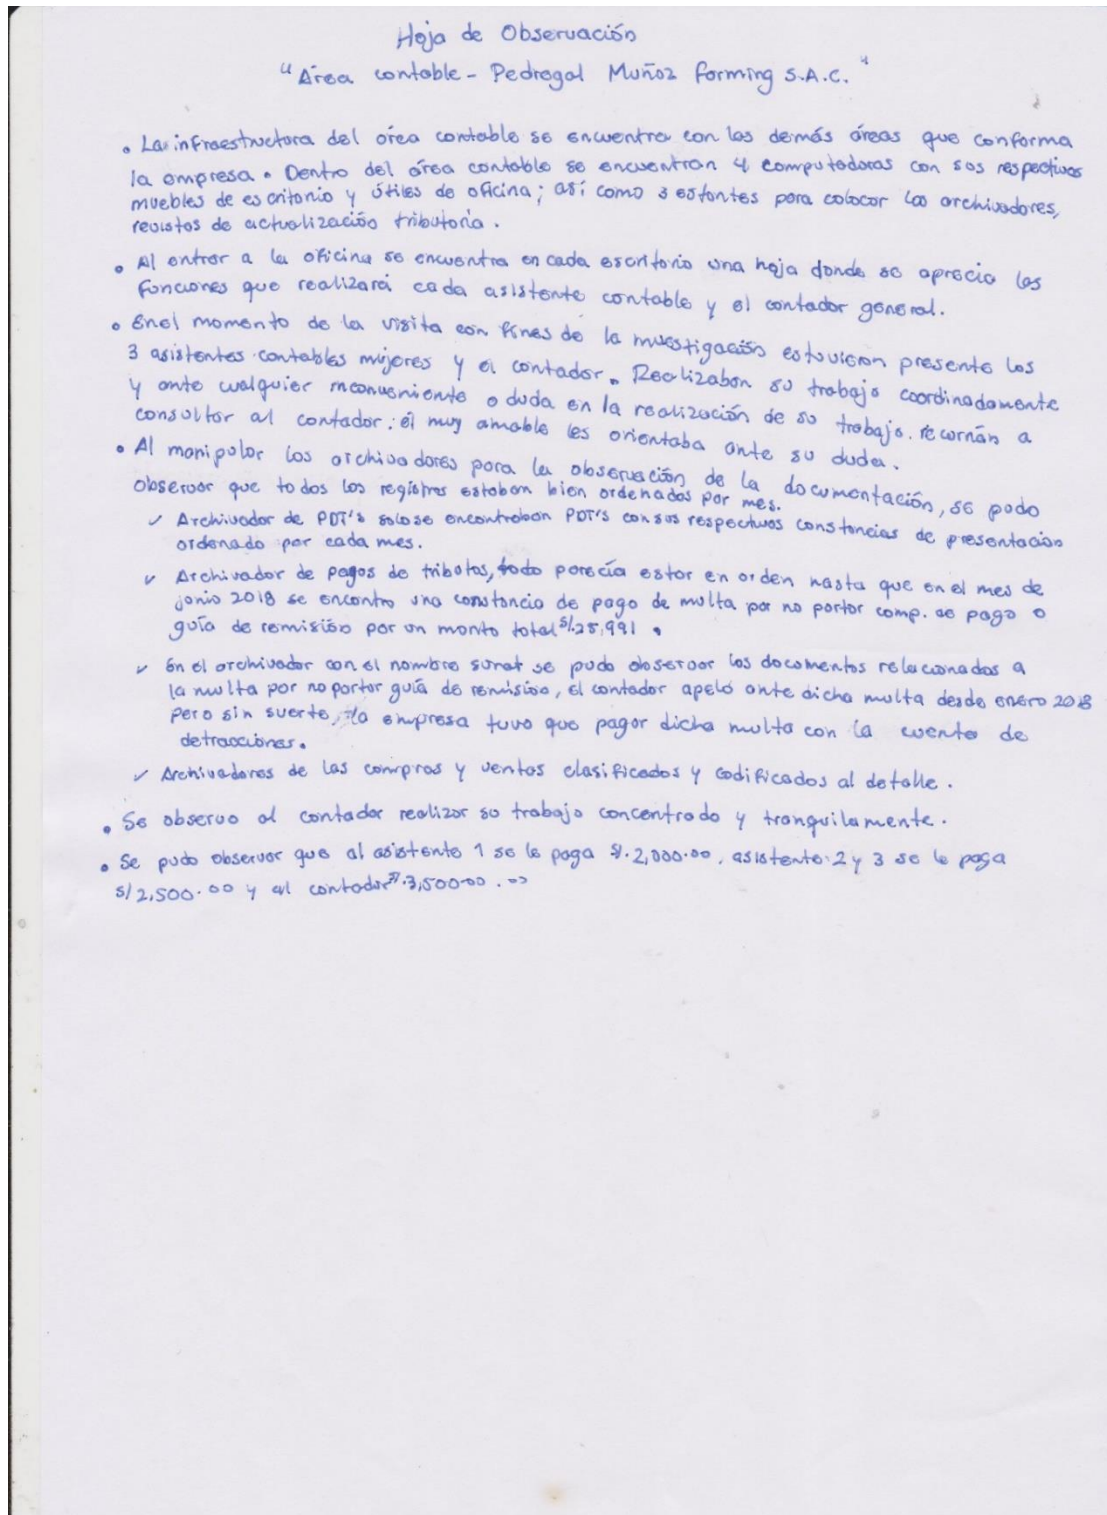 Hoja de Observación
"Área contable - Pedregal Muñoz Farming S.A.C."
• La infraestructura del área contable se encuentra con las demás áreas que conforma
la empresa. Dentro del área contable se encuentran 4 computadoras con sus respectivos
muebles de escritorio y útiles de oficina; así como 3 estantes para colocar los archivadores,
revistas de actualización tributaria.
• Al entrar a la oficina se encuentra en cada escritorio una hoja donde se aprecia las
funciones que realizará cada asistente contable y el contador general.
• En el momento de la visita con fines de la investigación estuvieron presente los
3 asistentes contables mujeres y el contador. Realizaban su trabajo coordinadamente
y ante cualquier inconveniente o duda en la realización de su trabajo. recurrían a
consultar al contador; él muy amable les orientaba ante su duda.
• Al manipular los archivadores para la observación de la documentación, se pudo
observar que todos los registros estaban bien ordenados por mes.
✓ Archivador de PDT's solo se encontraban PDT's con sus respectivas constancias de presentación
ordenado por cada mes.
✓ Archivador de pagos de tributos, todo parecía estar en orden hasta que en el mes de
junio 2018 se encontro una constancia de pago de multa por no portar comp. de pago o
guía de remisión por un monto total S/.25,991.
✓ En el archivador con el nombre sunat se pudo observar los documentos relacionados a
la multa por no portar guía de remisión, el contador apeló ante dicha multa desde enero 2018
pero sin suerte, la empresa tuvo que pagar dicha multa con la cuenta de
detracciones.
✓ Archivadores de las compras y ventas clasificados y codificados al detalle.
• Se observo al contador realizar su trabajo concentrado y tranquilamente.
• Se pudo observar que al asistente 1 se le paga S/.2,000.00, asistente 2 y 3 se le paga
S/2,500.00 y al contador S/.3,500.00.